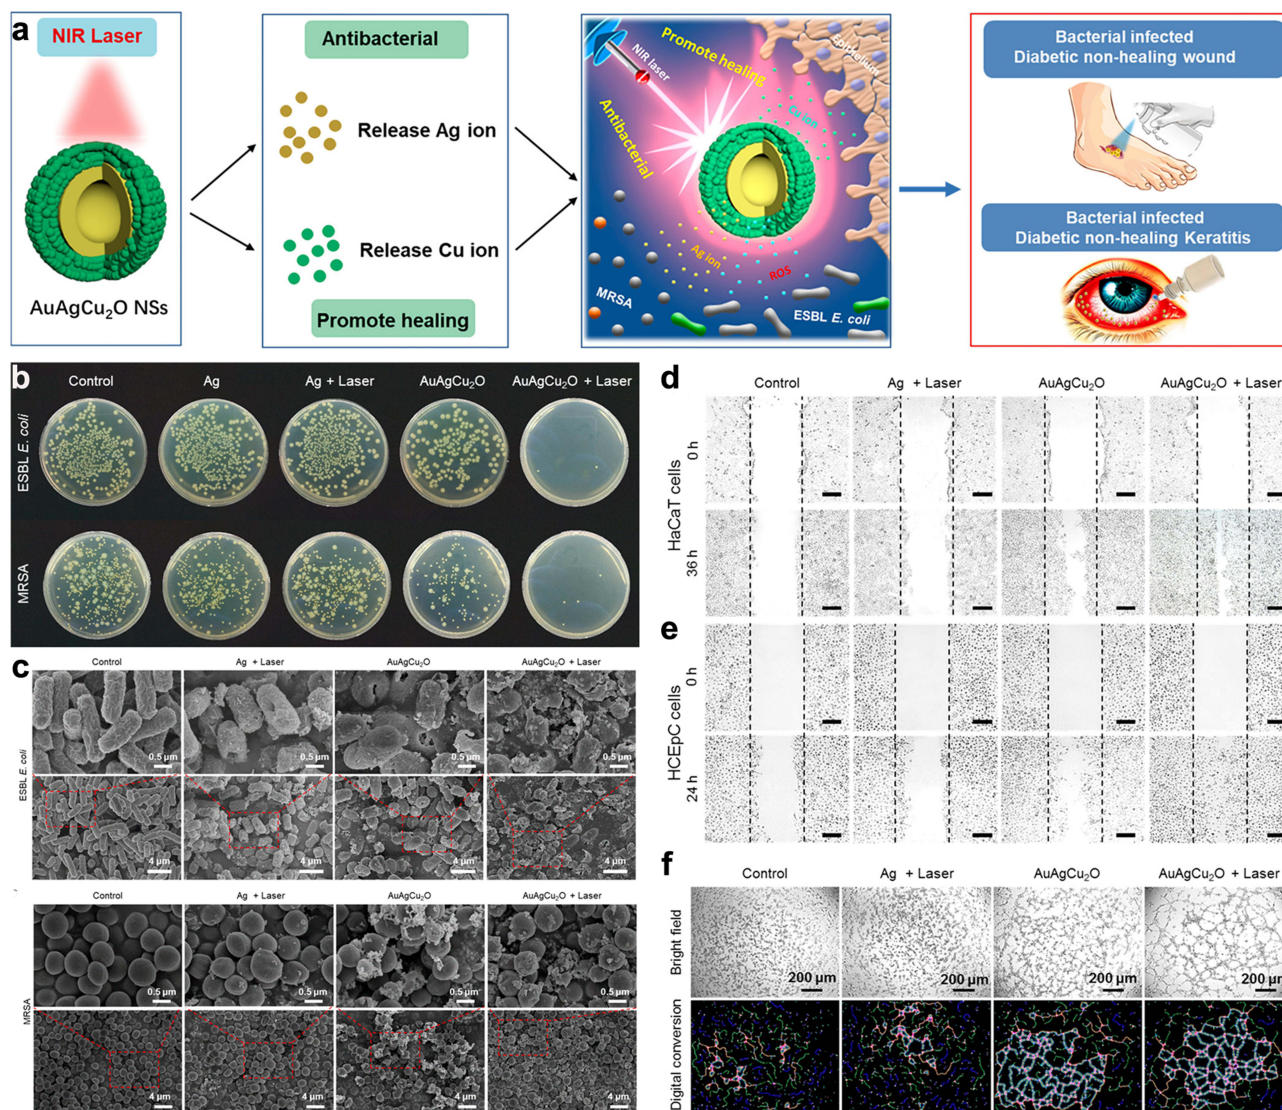 a
NIR Laser
AuAgCu₂O NSs
Antibacterial
Release Ag ion
Release Cu ion
Promote healing
NIR laser
Promote healing
Epithelium
Antibacterial
Cu ion
Ag ion
ROS
MRSA
ESBL E. coli
Bacterial infected
Diabetic non-healing wound
Bacterial infected
Diabetic non-healing Keratitis
b
Control Ag Ag + Laser AuAgCu₂O AuAgCu₂O + Laser
ESBL E. coli
MRSA
c
Control Ag + Laser AuAgCu₂O AuAgCu₂O + Laser
ESBL E. coli
0.5 µm 0.5 µm 0.5 µm 0.5 µm
4 µm 4 µm 4 µm 4 µm
MRSA
0.5 µm 0.5 µm 0.5 µm 0.5 µm
4 µm 4 µm 4 µm 4 µm
d
Control Ag + Laser AuAgCu₂O AuAgCu₂O + Laser
HaCaT cells
0 h
36 h
e
HCEpC cells
0 h
24 h
f
Control Ag + Laser AuAgCu₂O AuAgCu₂O + Laser
Bright field
200 µm 200 µm 200 µm 200 µm
Digital conversion